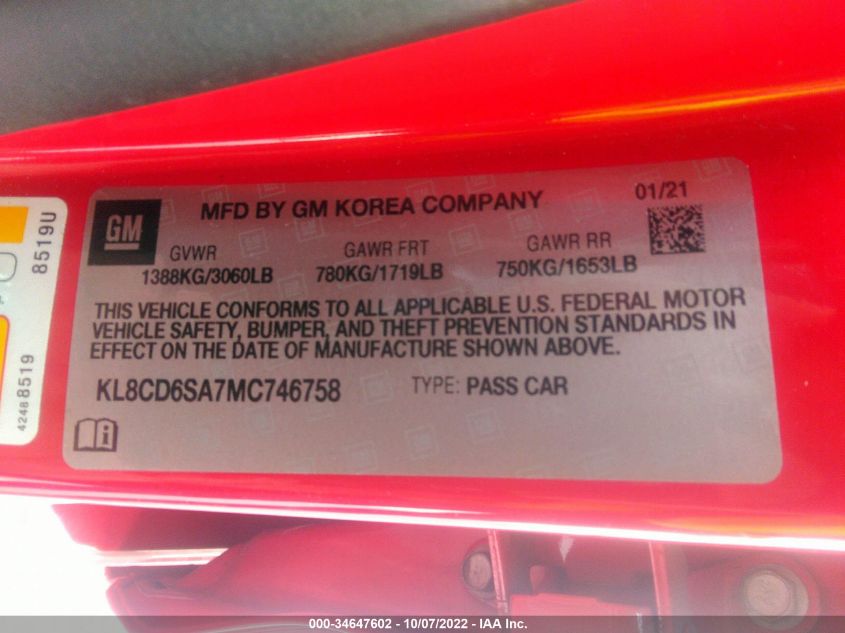 GM
MFD BY GM KOREA COMPANY
01/21
GVWR
GAWR FRT
GAWR RR
1388KG/3060LB
780KG/1719LB
750KG/1653LB
THIS VEHICLE CONFORMS TO ALL APPLICABLE U.S. FEDERAL MOTOR
VEHICLE SAFETY, BUMPER, AND THEFT PREVENTION STANDARDS IN
EFFECT ON THE DATE OF MANUFACTURE SHOWN ABOVE.
KL8CD6SA7MC746758
TYPE: PASS CAR
8519U
42488519
000-34647602 - 10/07/2022 - IAA Inc.